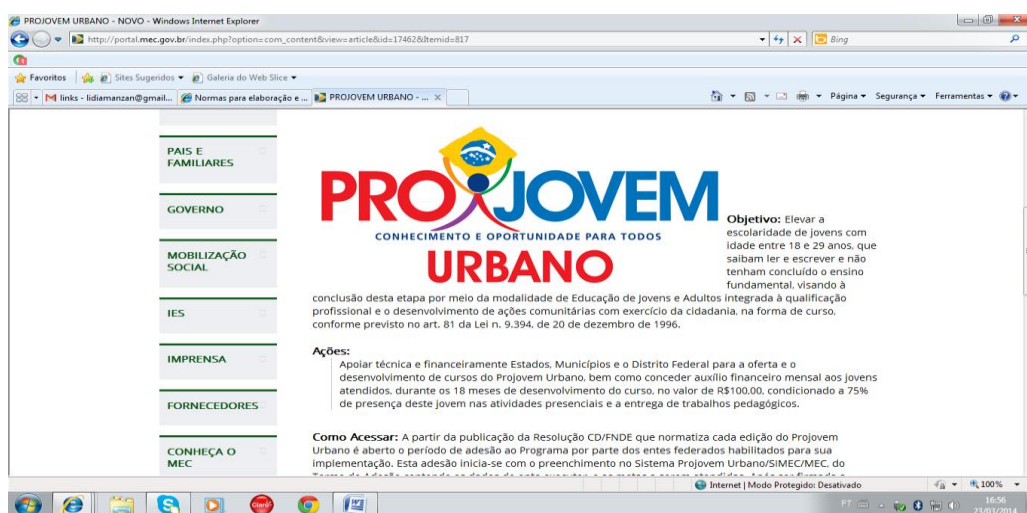 PROJOVEM URBANO - NOVO - Windows Internet Explorer
http://portal.mec.gov.br/index.php?option=com_content&view=article&id=17462&Itemid=817
Bing
Favoritos
Sites Sugeridos
Galeria do Web Slice
links - lidiamanzan@gmail...
Normas para elaboração e ...
PROJOVEM URBANO - ...
Página
Segurança
Ferramentas
PAIS E
FAMILIARES
GOVERNO
MOBILIZAÇÃO
SOCIAL
IES
IMPRENSA
FORNECEDORES
CONHEÇA O
MEC
PROJOVEM
CONHECIMENTO E OPORTUNIDADE PARA TODOS
URBANO
Objetivo: Elevar a
escolaridade de jovens com
idade entre 18 e 29 anos, que
saibam ler e escrever e não
tenham concluído o ensino
fundamental, visando à
conclusão desta etapa por meio da modalidade de Educação de Jovens e Adultos integrada à qualificação
profissional e o desenvolvimento de ações comunitárias com exercício da cidadania, na forma de curso,
conforme previsto no art. 81 da Lei n. 9.394, de 20 de dezembro de 1996.
Ações:
Apoiar técnica e financeiramente Estados, Municípios e o Distrito Federal para a oferta e o
desenvolvimento de cursos do Projovem Urbano, bem como conceder auxílio financeiro mensal aos jovens
atendidos, durante os 18 meses de desenvolvimento do curso, no valor de R$100,00, condicionado a 75%
de presença deste jovem nas atividades presenciais e a entrega de trabalhos pedagógicos.
Como Acessar: A partir da publicação da Resolução CD/FNDE que normatiza cada edição do Projovem
Urbano é aberto o período de adesão ao Programa por parte dos entes federados habilitados para sua
implementação. Esta adesão inicia-se com o preenchimento no Sistema Projovem Urbano/SIMEC/MEC, do
Internet | Modo Protegido: Desativado
100%
Claro
PT
16:56
23/03/2014